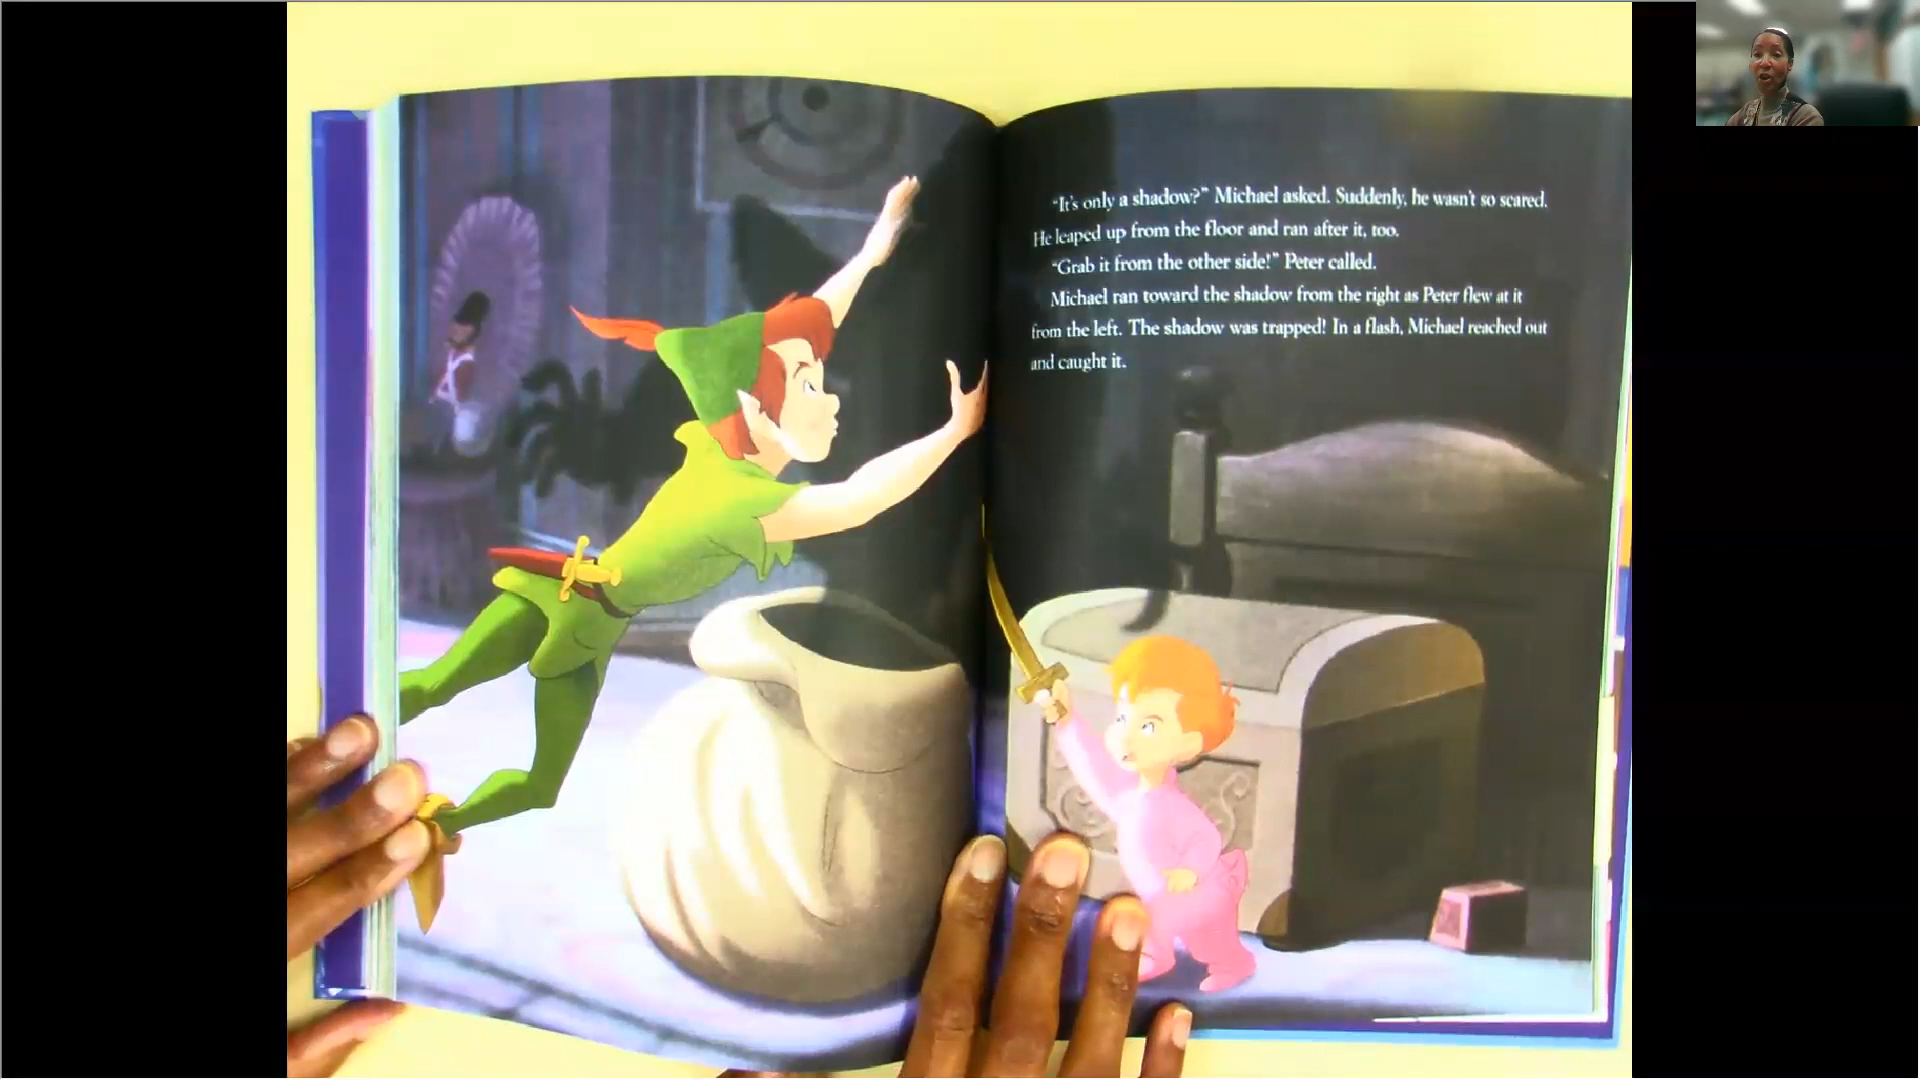 "It's only a shadow?" Michael asked. Suddenly, he wasn't so scared.
He leaped up from the floor and ran after it, too.
"Grab it from the other side!" Peter called.
Michael ran toward the shadow from the right as Peter flew at it
from the left. The shadow was trapped! In a flash, Michael reached out
and caught it.